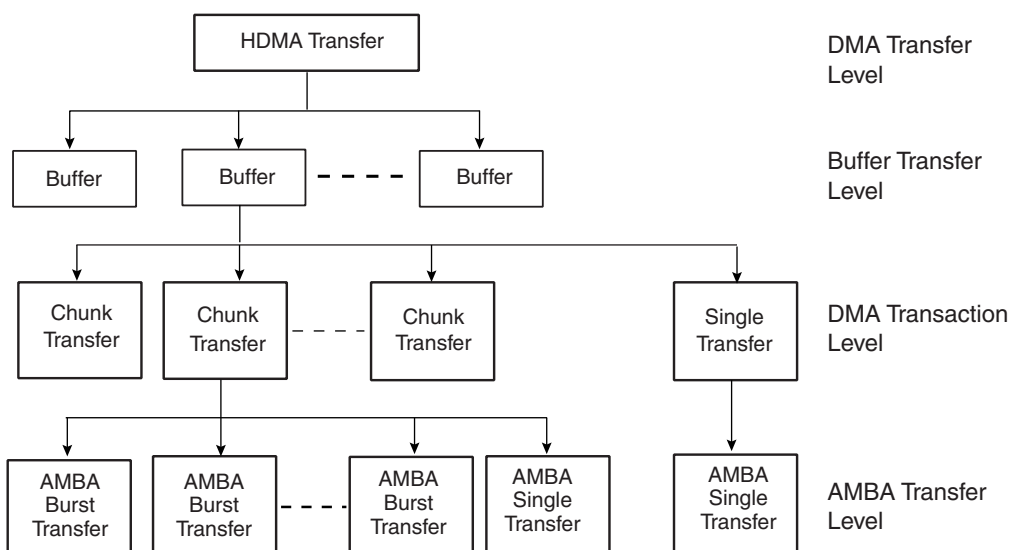 HDMA Transfer
DMA Transfer
Level
Buffer
Buffer
Buffer
Buffer Transfer
Level
Chunk
Transfer
Chunk
Transfer
Chunk
Transfer
Single
Transfer
DMA Transaction
Level
AMBA
Burst
Transfer
AMBA
Burst
Transfer
AMBA
Burst
Transfer
AMBA
Single
Transfer
AMBA
Single
Transfer
AMBA Transfer
Level